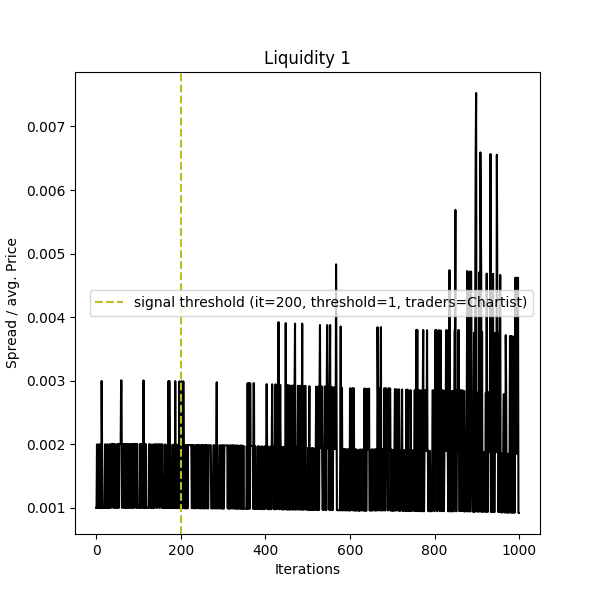 Liquidity 1
0.007
0.006
0.005
0.004
0.003
0.002
0.001
Spread / avg. Price
signal threshold (it=200, threshold=1, traders=Chartist)
0 200 400 600 800 1000
Iterations